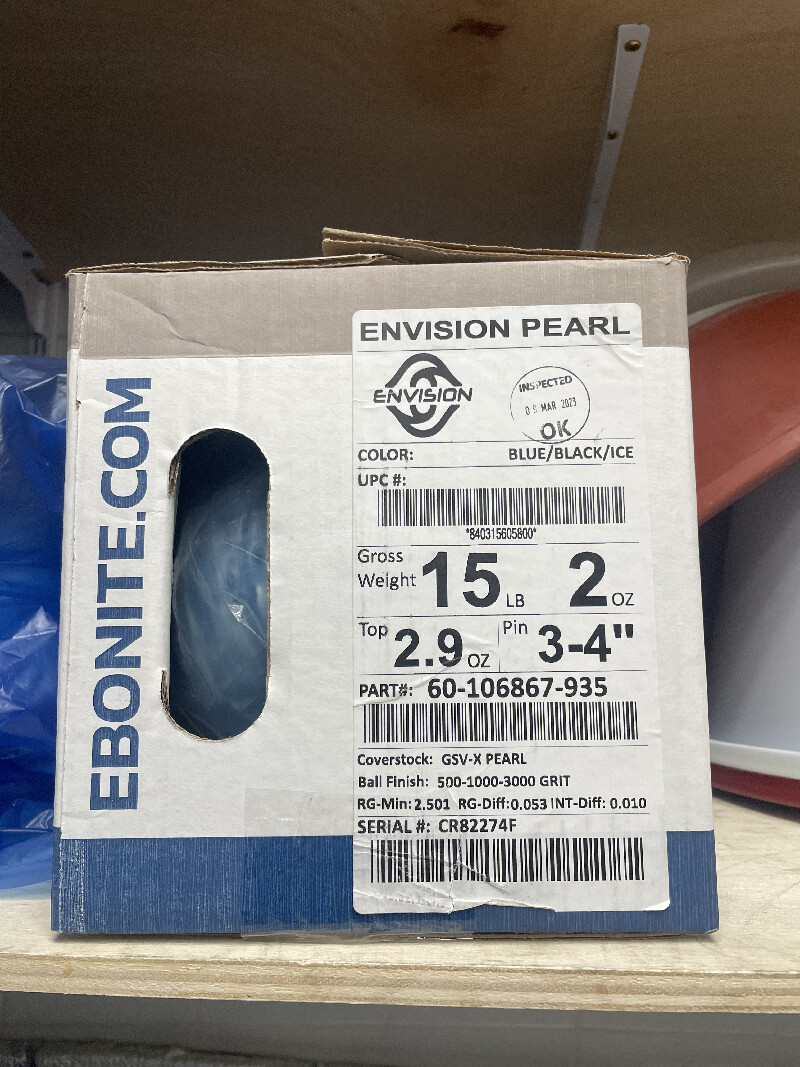 EBONITE.COM
ENVISION PEARL
ENVISION
INSPECTED
09 MAR 2023
OK
COLOR: BLUE/BLACK/ICE
UPC #:
*840315605800*
Gross Weight 15 LB 2 OZ
Top 2.9 OZ Pin 3-4"
PART#: 60-106867-935
Coverstock: GSV-X PEARL
Ball Finish: 500-1000-3000 GRIT
RG-Min: 2.501 RG-Diff: 0.053 INT-Diff: 0.010
SERIAL #: CR82274F